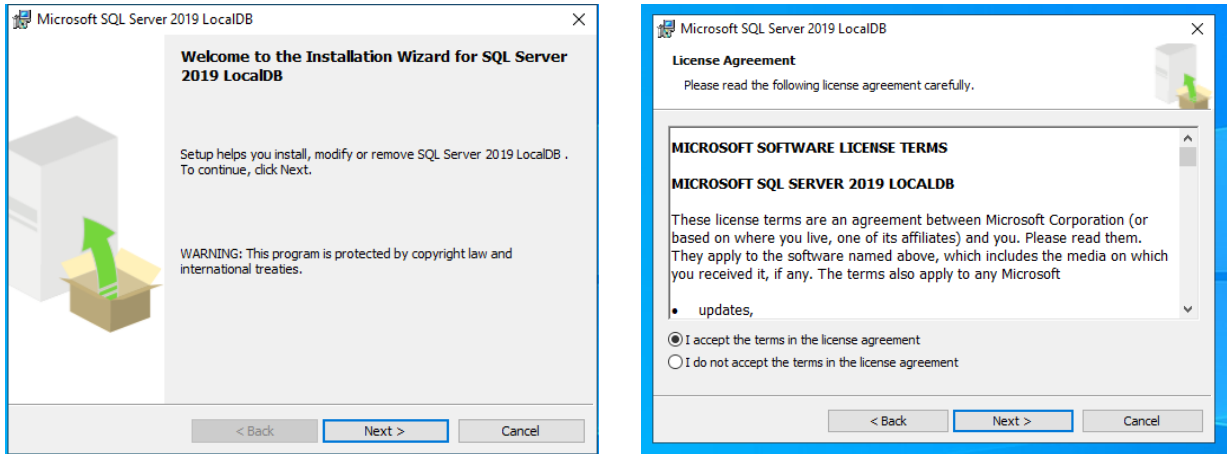 Microsoft SQL Server 2019 LocalDB
Welcome to the Installation Wizard for SQL Server
2019 LocalDB
Setup helps you install, modify or remove SQL Server 2019 LocalDB .
To continue, click Next.
WARNING: This program is protected by copyright law and
international treaties.
< Back
Next >
Cancel
Microsoft SQL Server 2019 LocalDB
License Agreement
Please read the following license agreement carefully.
MICROSOFT SOFTWARE LICENSE TERMS
MICROSOFT SQL SERVER 2019 LOCALDB
These license terms are an agreement between Microsoft Corporation (or
based on where you live, one of its affiliates) and you. Please read them.
They apply to the software named above, which includes the media on which
you received it, if any. The terms also apply to any Microsoft
• updates,
I accept the terms in the license agreement
I do not accept the terms in the license agreement
< Back
Next >
Cancel